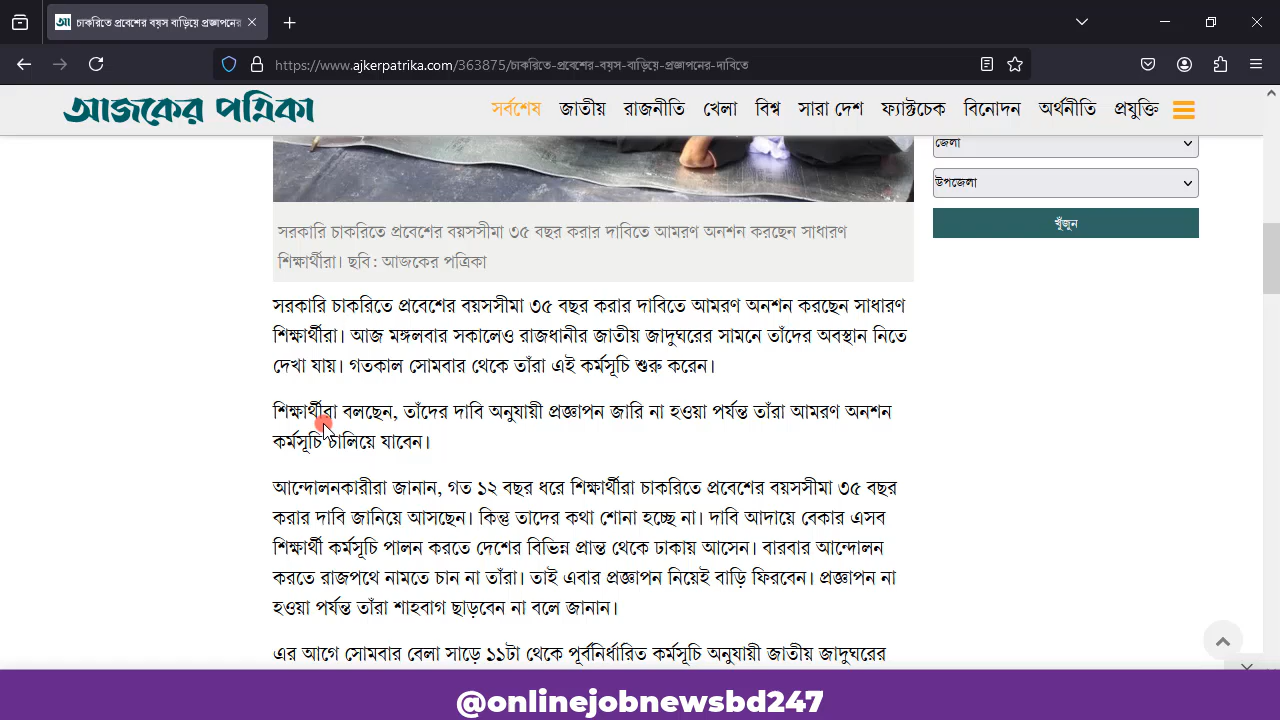 চাকরিতে প্রবেশের বয়স বাড়িয়ে প্রজ্ঞাপনের
https://www.ajkerpatrika.com/363875/চাকরিতে-প্রবেশের-বয়স-বাড়িয়ে-প্রজ্ঞাপনের-দাবিতে
আজকের পত্রিকা সর্বশেষ জাতীয় রাজনীতি খেলা বিশ্ব সারা দেশ ফ্যাক্টচেক বিনোদন অর্থনীতি প্রযুক্তি
জেলা
উপজেলা
খুঁজুন
সরকারি চাকরিতে প্রবেশের বয়সসীমা ৩৫ বছর করার দাবিতে আমরণ অনশন করছেন সাধারণ
শিক্ষার্থীরা। ছবি: আজকের পত্রিকা
সরকারি চাকরিতে প্রবেশের বয়সসীমা ৩৫ বছর করার দাবিতে আমরণ অনশন করছেন সাধারণ
শিক্ষার্থীরা। আজ মঙ্গলবার সকালেও রাজধানীর জাতীয় জাদুঘরের সামনে তাঁদের অবস্থান নিতে
দেখা যায়। গতকাল সোমবার থেকে তাঁরা এই কর্মসূচি শুরু করেন।
শিক্ষার্থীরা বলছেন, তাঁদের দাবি অনুযায়ী প্রজ্ঞাপন জারি না হওয়া পর্যন্ত তাঁরা আমরণ অনশন
কর্মসূচি চালিয়ে যাবেন।
আন্দোলনকারীরা জানান, গত ১২ বছর ধরে শিক্ষার্থীরা চাকরিতে প্রবেশের বয়সসীমা ৩৫ বছর
করার দাবি জানিয়ে আসছেন। কিন্তু তাদের কথা শোনা হচ্ছে না। দাবি আদায়ে বেকার এসব
শিক্ষার্থী কর্মসূচি পালন করতে দেশের বিভিন্ন প্রান্ত থেকে ঢাকায় আসেন। বারবার আন্দোলন
করতে রাজপথে নামতে চান না তাঁরা। তাই এবার প্রজ্ঞাপন নিয়েই বাড়ি ফিরবেন। প্রজ্ঞাপন না
হওয়া পর্যন্ত তাঁরা শাহবাগ ছাড়বেন না বলে জানান।
এর আগে সোমবার বেলা সাড়ে ১১টা থেকে পূর্বনির্ধারিত কর্মসূচি অনুযায়ী জাতীয় জাদুঘরের
@onlinejobnewsbd247